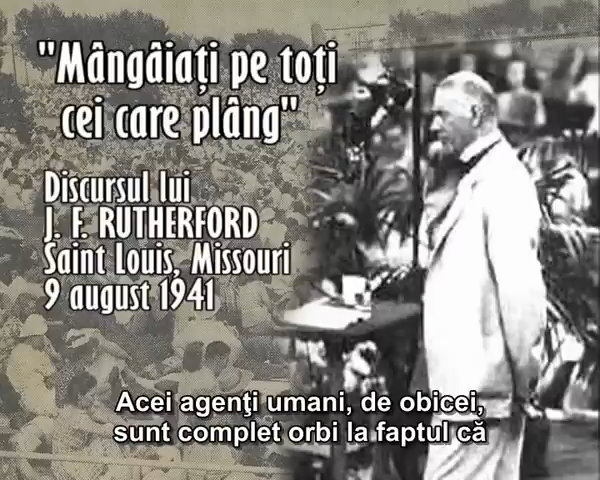 "Mângâiați pe toți
cei care plâng"
Discursul lui
J. F. RUTHERFORD
Saint Louis, Missouri
9 august 1941
Acei agenţi umani, de obicei,
sunt complet orbi la faptul că